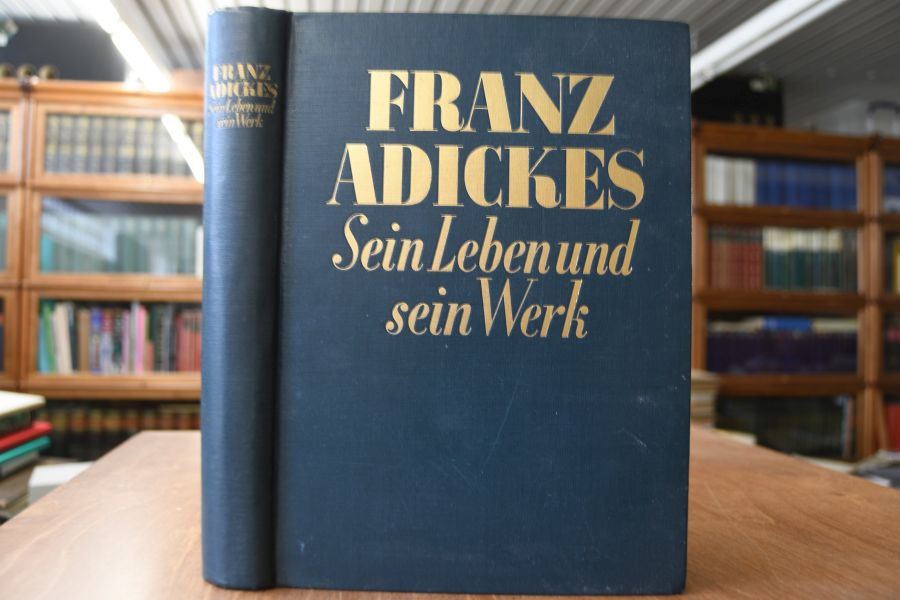 FRANZ
ADICKES
Sein Leben und
sein Werk
FRANZ
ADICKES
Sein Leben und
sein Werk